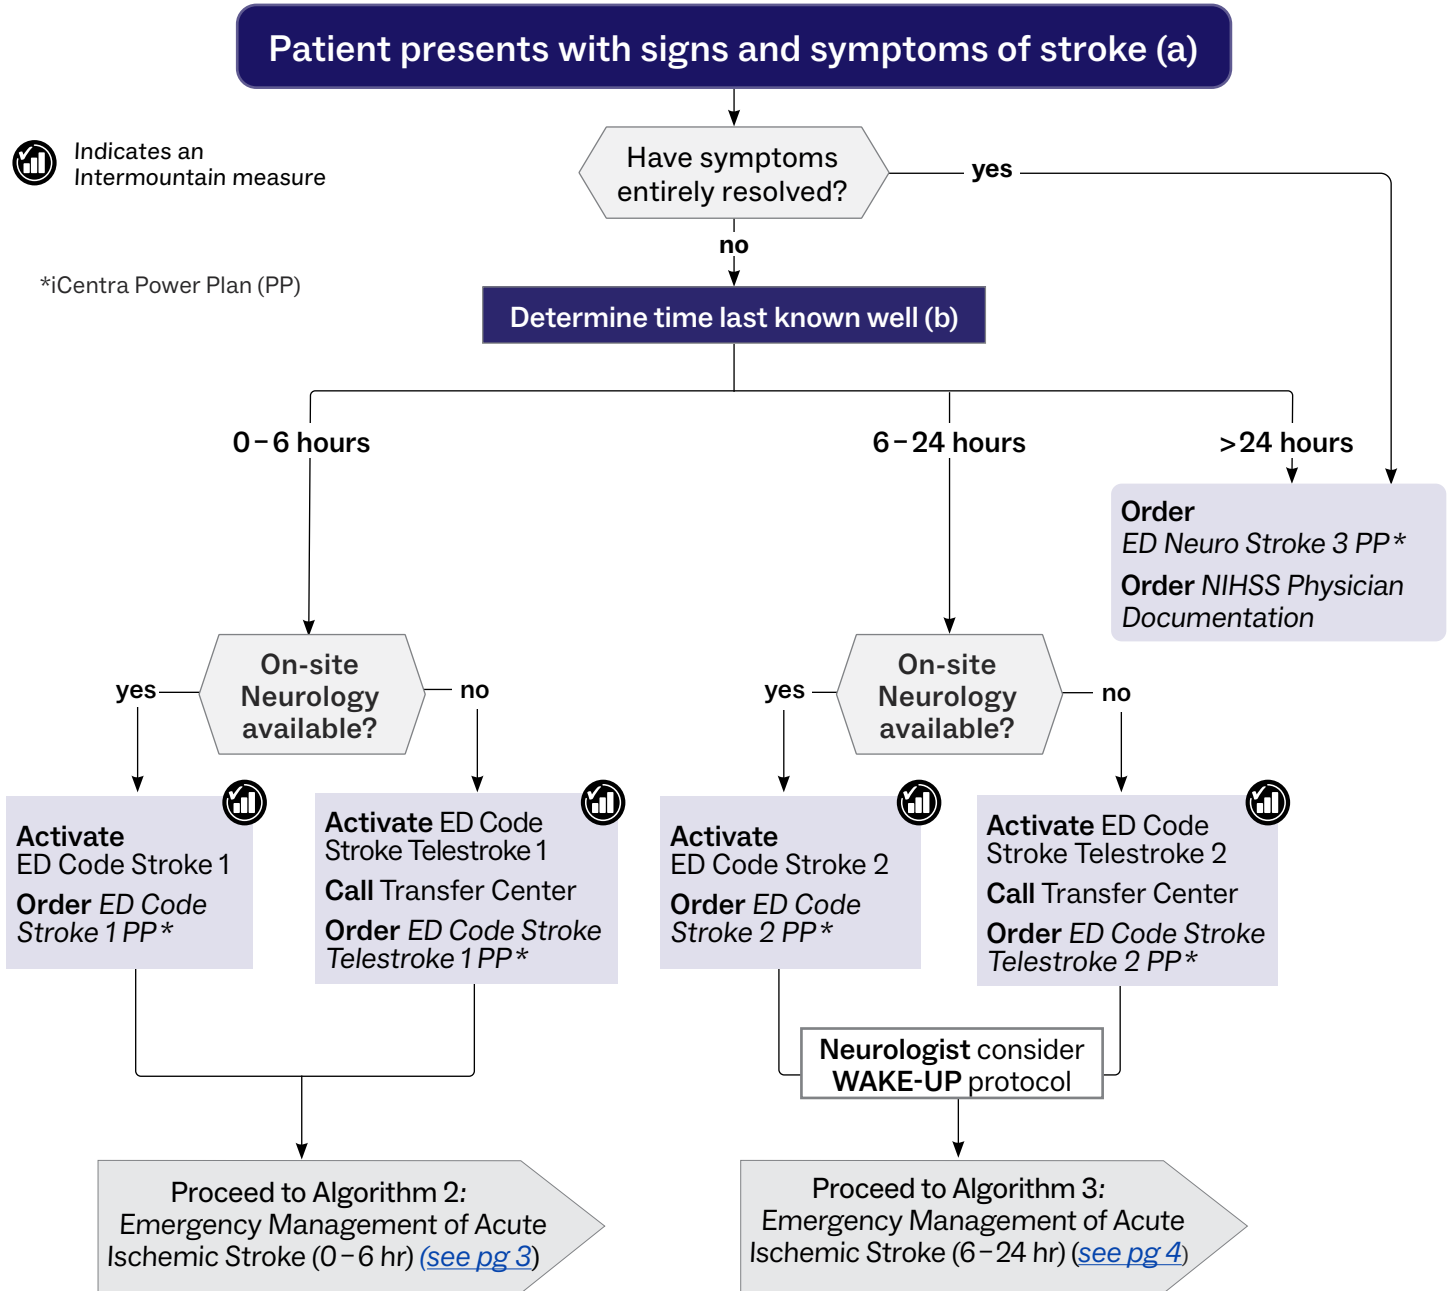 Patient presents with signs and symptoms of stroke (a)
Indicates an
Intermountain measure
*iCentra Power Plan (PP)
Have symptoms
entirely resolved?
yes
no
Determine time last known well (b)
0–6 hours
6–24 hours
>24 hours
Order
ED Neuro Stroke 3 PP*
Order NIHSS Physician
Documentation
On-site
Neurology
available?
yes
no
On-site
Neurology
available?
yes
no
Activate
ED Code Stroke 1
Order ED Code
Stroke 1 PP*
Activate ED Code
Stroke Telestroke 1
Call Transfer Center
Order ED Code Stroke
Telestroke 1 PP*
Activate
ED Code Stroke 2
Order ED Code
Stroke 2 PP*
Activate ED Code
Stroke Telestroke 2
Call Transfer Center
Order ED Code Stroke
Telestroke 2 PP*
Neurologist consider
WAKE-UP protocol
Proceed to Algorithm 2:
Emergency Management of Acute
Ischemic Stroke (0–6 hr) (see pg 3)
Proceed to Algorithm 3:
Emergency Management of Acute
Ischemic Stroke (6–24 hr) (see pg 4)